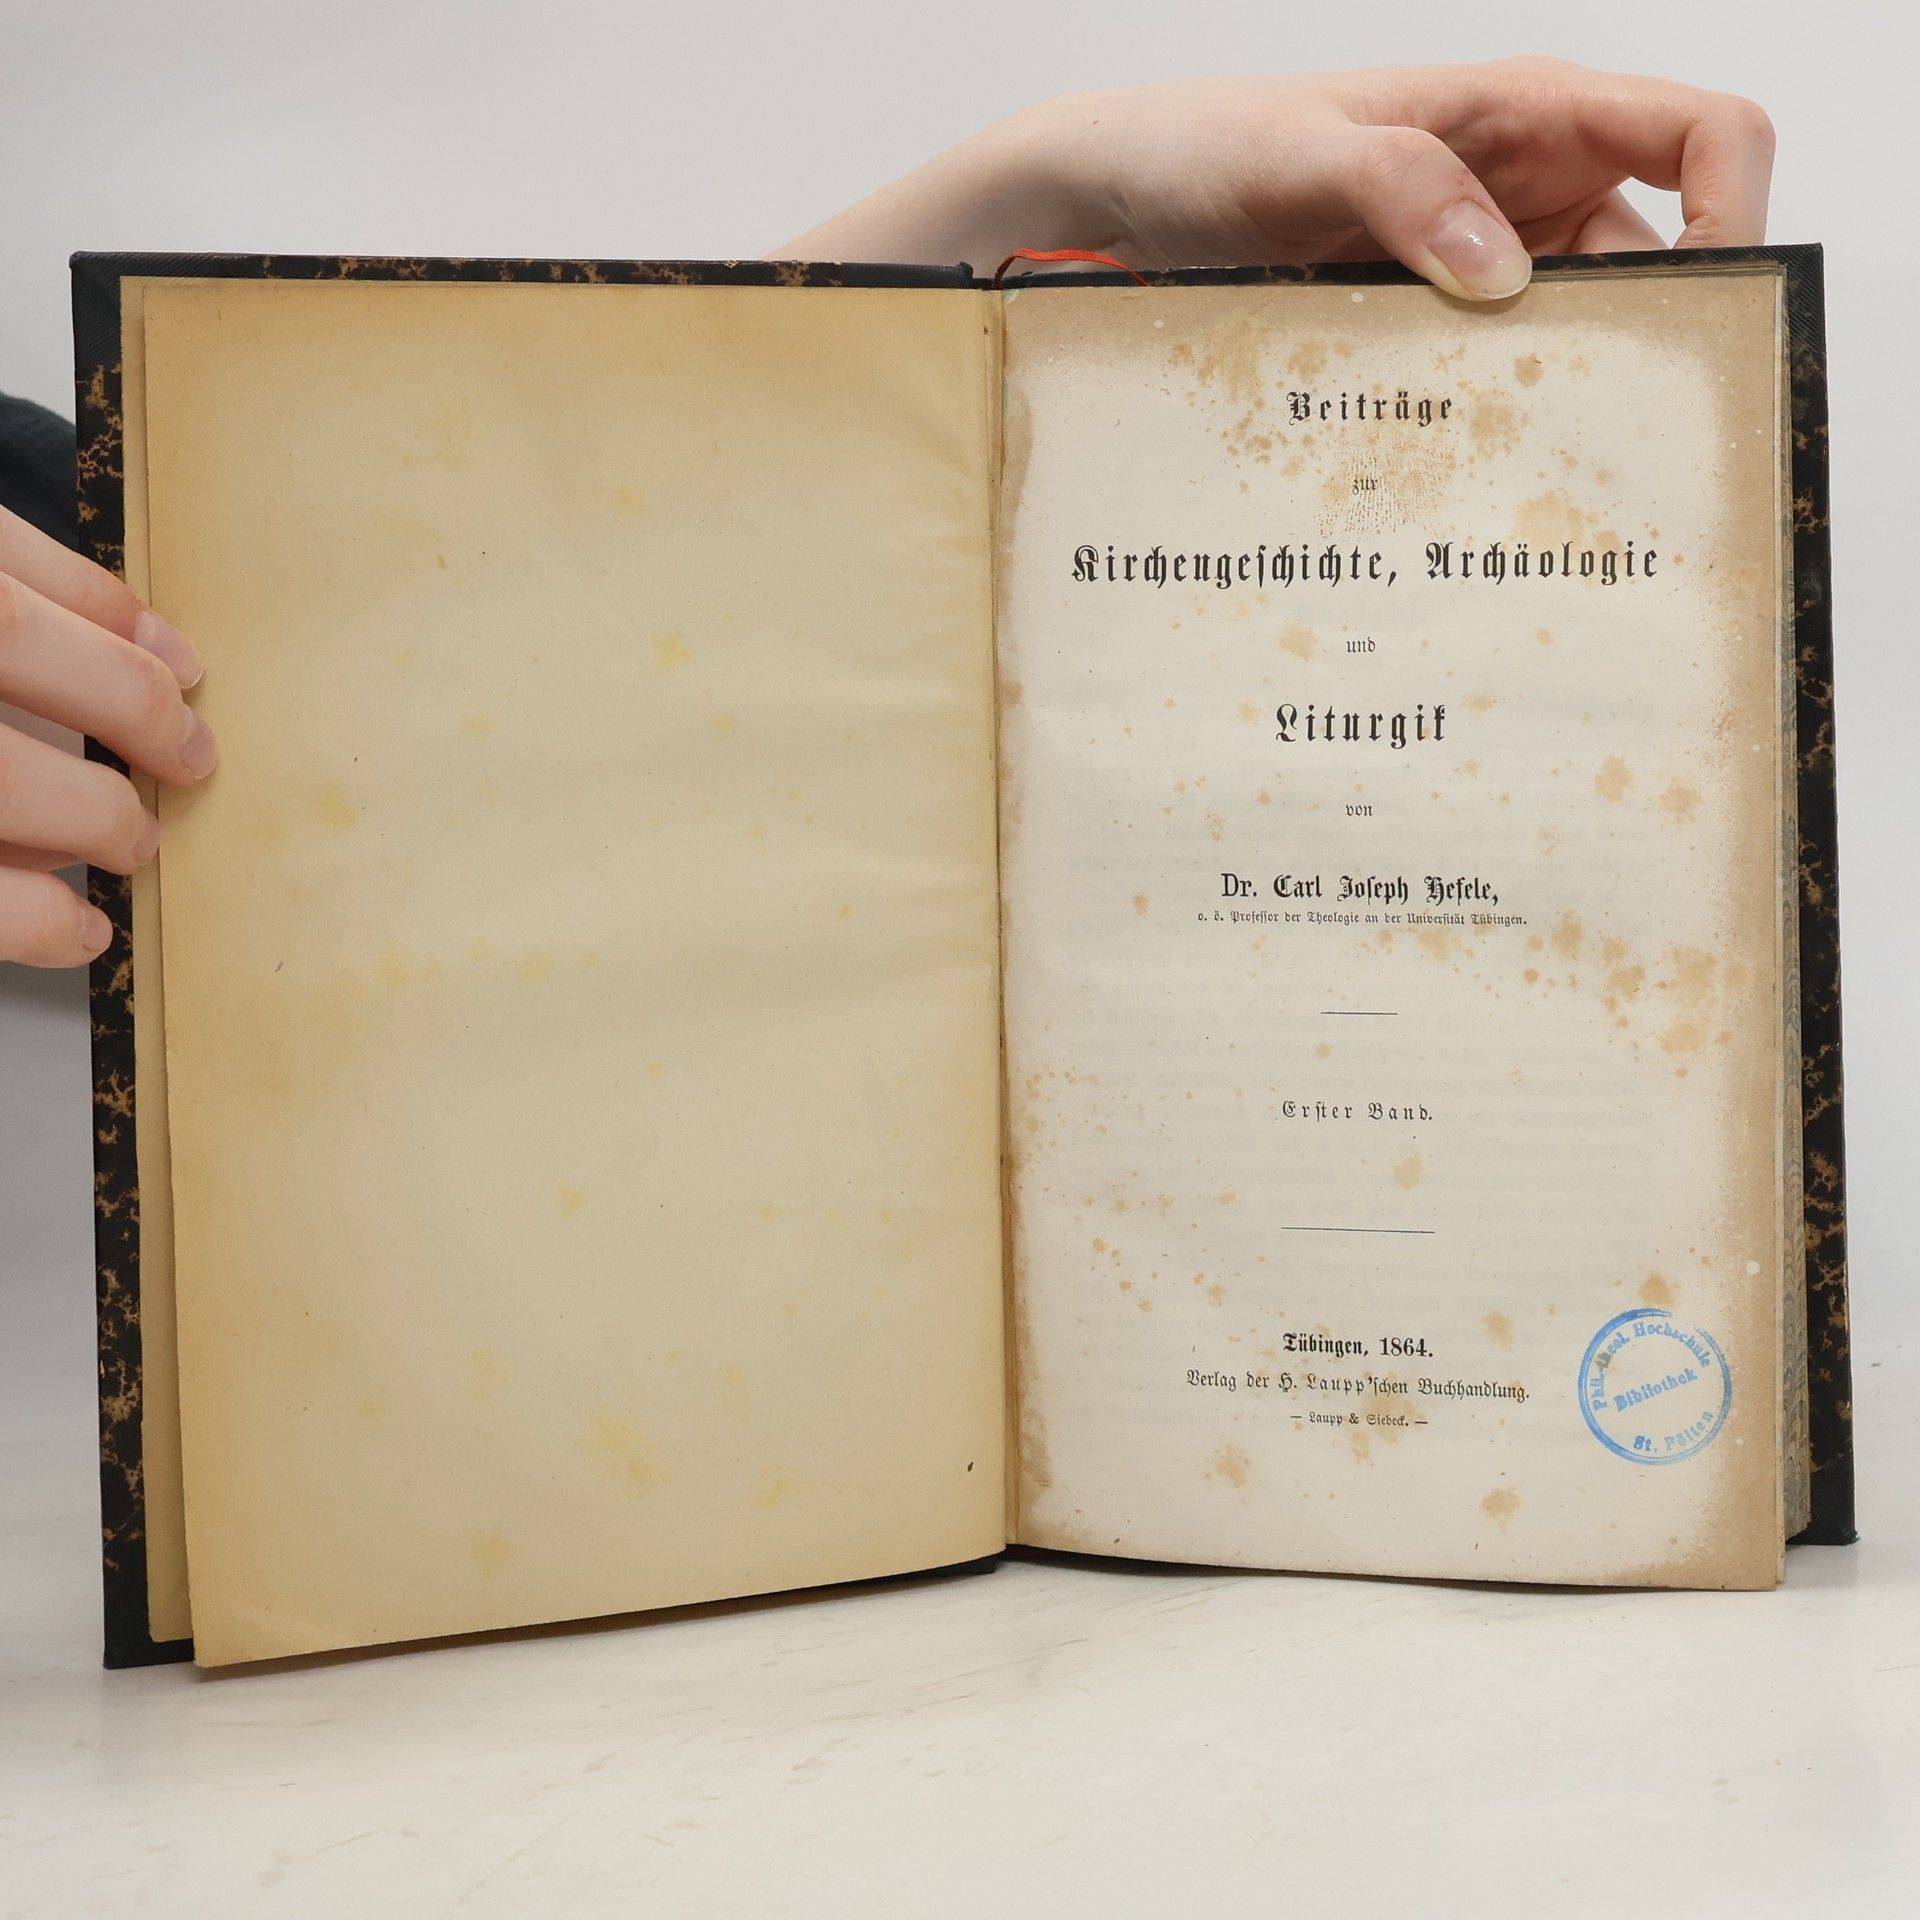 Beiträge
zur
Kirchengeſchichte, Archäologie
und
Liturgik
von
Dr. Carl Joſeph Hefele,
o. ö. Profeſſor der Theologie an der Univerſität Tübingen.
Erſter Band.
Tübingen, 1864.
Verlag der H. Laupp'ſchen Buchhandlung.
— Laupp & Siebeck. —
Phil.-theol. Hochschule
Bibliothek
St. Pölten